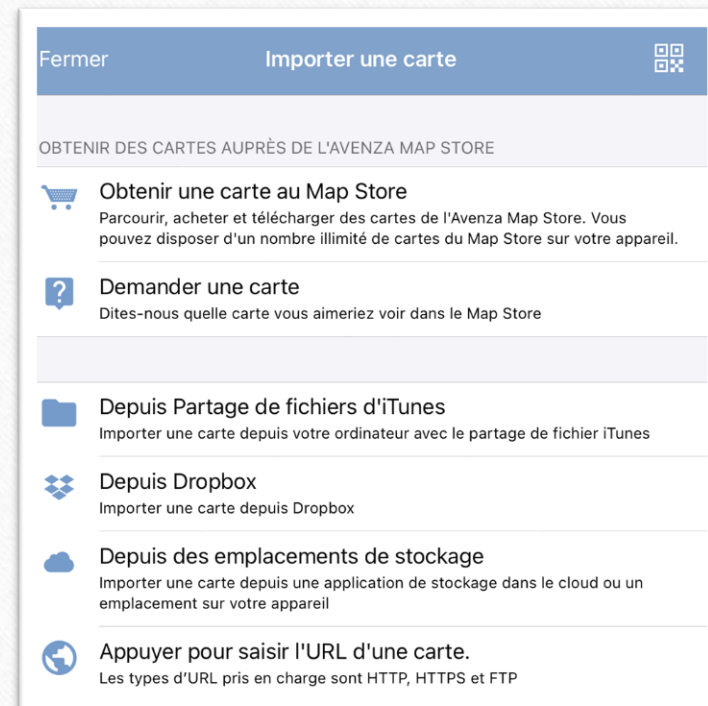 Fermer
Importer une carte
OBTENIR DES CARTES AUPRÈS DE L'AVENZA MAP STORE
Obtenir une carte au Map Store
Parcourir, acheter et télécharger des cartes de l'Avenza Map Store. Vous
pouvez disposer d'un nombre illimité de cartes du Map Store sur votre appareil.
Demander une carte
Dites-nous quelle carte vous aimeriez voir dans le Map Store
Depuis Partage de fichiers d'iTunes
Importer une carte depuis votre ordinateur avec le partage de fichier iTunes
Depuis Dropbox
Importer une carte depuis Dropbox
Depuis des emplacements de stockage
Importer une carte depuis une application de stockage dans le cloud ou un
emplacement sur votre appareil
Appuyer pour saisir l'URL d'une carte.
Les types d'URL pris en charge sont HTTP, HTTPS et FTP